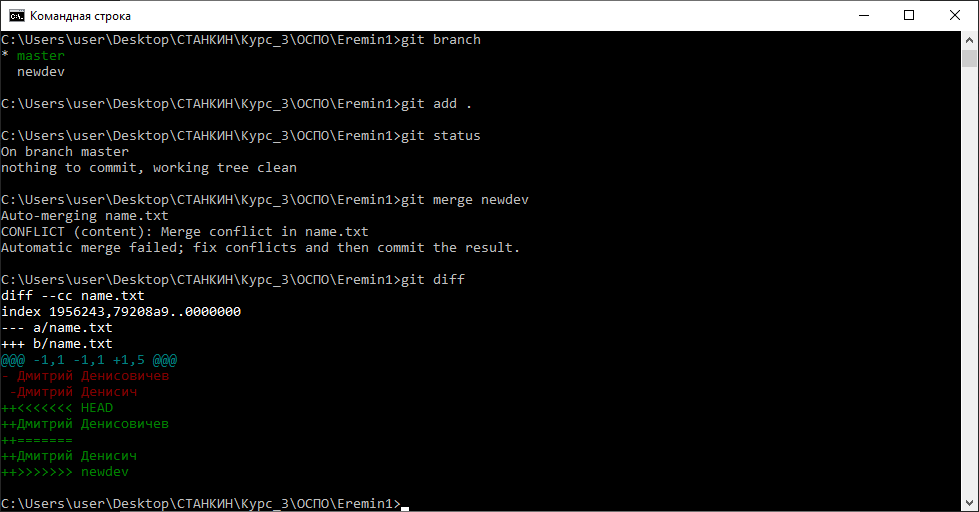 Командная строка
C:\Users\user\Desktop\СТАНКИН\Курс_3\ОСПО\Eremin1>git branch
* master
  newdev
C:\Users\user\Desktop\СТАНКИН\Курс_3\ОСПО\Eremin1>git add .
C:\Users\user\Desktop\СТАНКИН\Курс_3\ОСПО\Eremin1>git status
On branch master
nothing to commit, working tree clean
C:\Users\user\Desktop\СТАНКИН\Курс_3\ОСПО\Eremin1>git merge newdev
Auto-merging name.txt
CONFLICT (content): Merge conflict in name.txt
Automatic merge failed; fix conflicts and then commit the result.
C:\Users\user\Desktop\СТАНКИН\Курс_3\ОСПО\Eremin1>git diff
diff --cc name.txt
index 1956243,79208a9..0000000
--- a/name.txt
+++ b/name.txt
@@@ -1,1 -1,1 +1,5 @@@
- Дмитрий Денисовичев
 -Дмитрий Денисич
++<<<<<<< HEAD
++Дмитрий Денисовичев
++=======
++Дмитрий Денисич
++>>>>>>> newdev
C:\Users\user\Desktop\СТАНКИН\Курс_3\ОСПО\Eremin1>